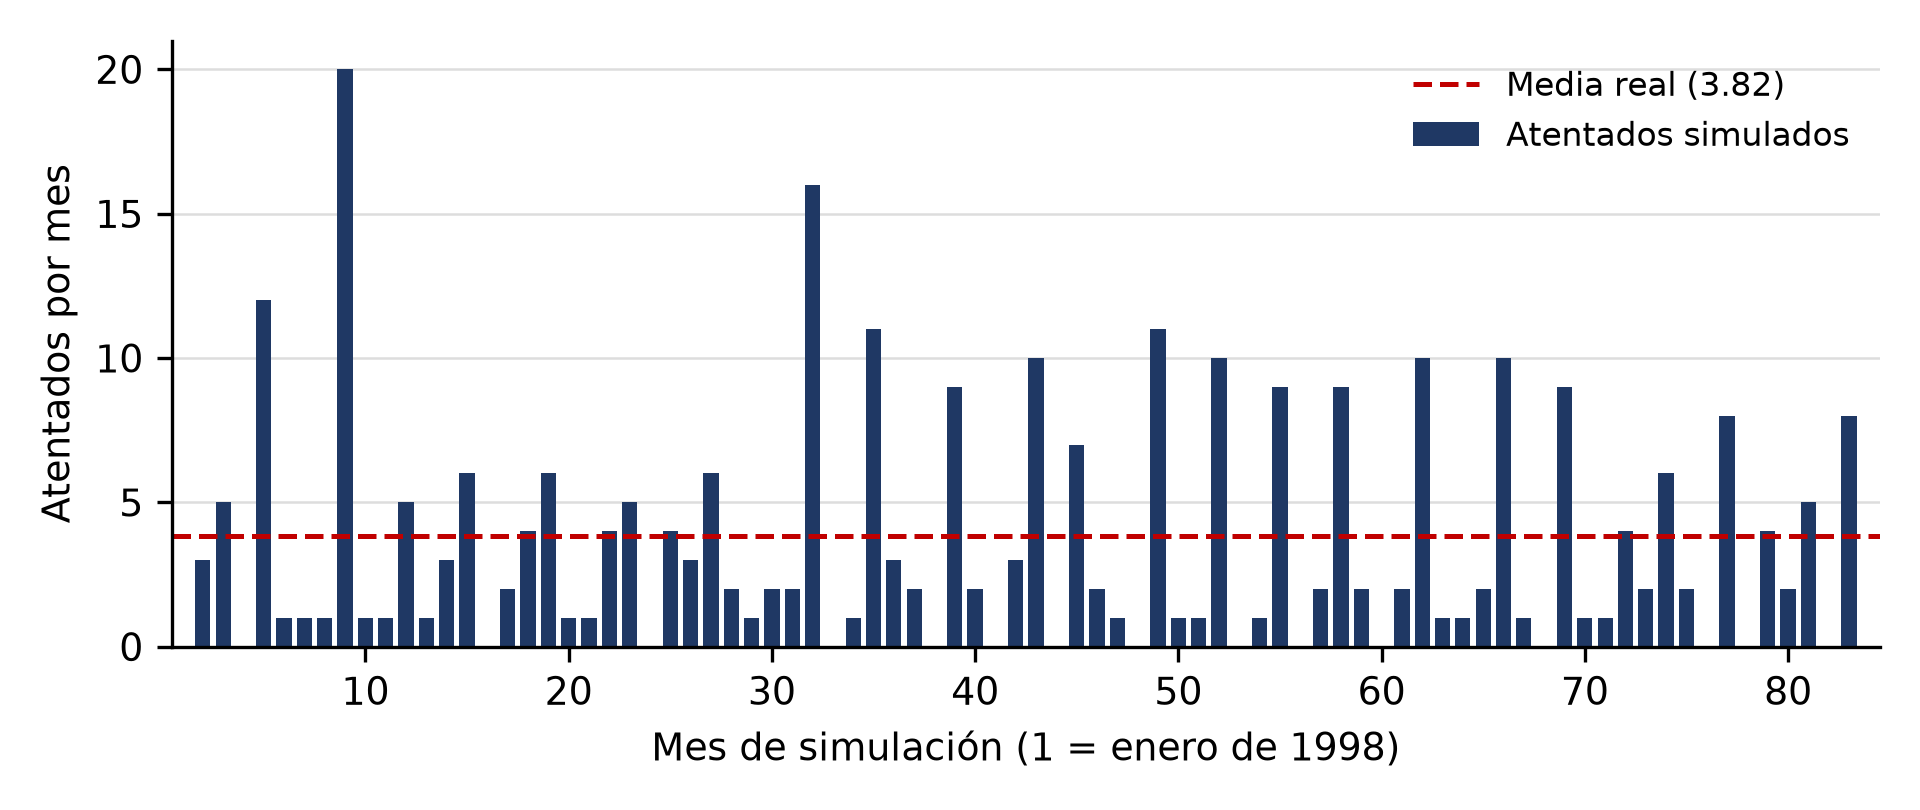 Atentados por mes
20
15
10
5
0
Media real (3.82)
Atentados simulados
10 20 30 40 50 60 70 80
Mes de simulación (1 = enero de 1998)